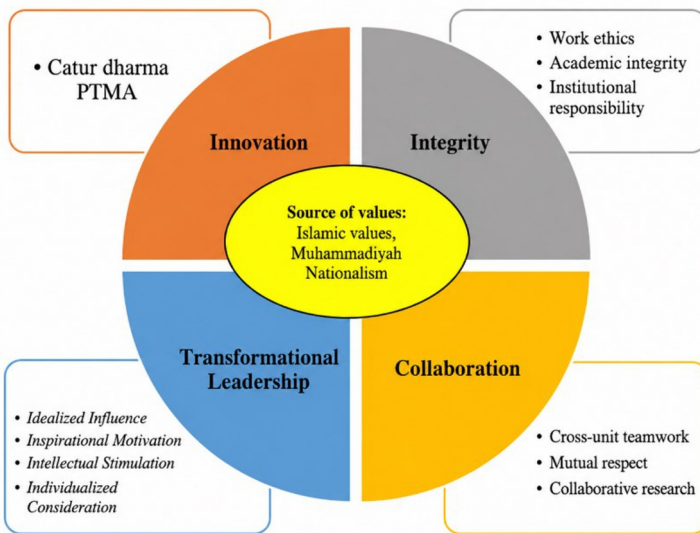 • Catur dharma
PTMA
• Work ethics
• Academic integrity
• Institutional
responsibility
Innovation
Integrity
Source of values:
Islamic values,
Muhammadiyah
Nationalism
Transformational
Leadership
Collaboration
• Idealized Influence
• Inspirational Motivation
• Intellectual Stimulation
• Individualized
Consideration
• Cross-unit teamwork
• Mutual respect
• Collaborative research